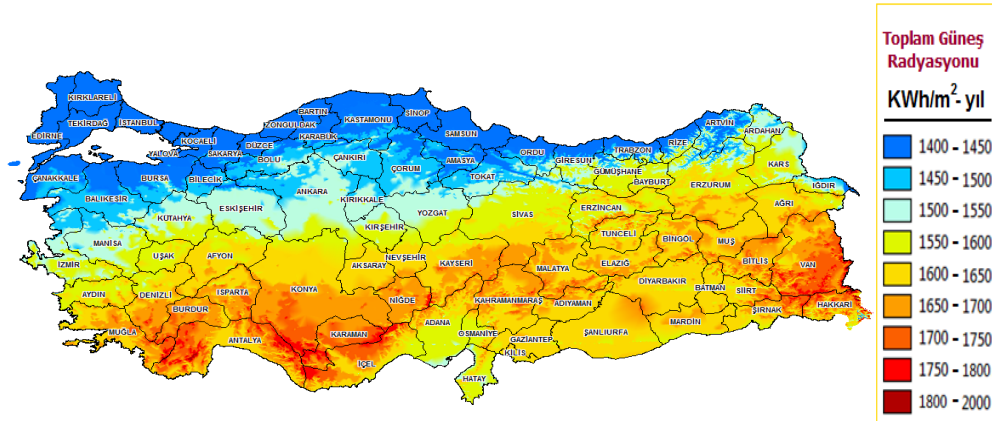 KIRKLARELİ
TEKİRDAĞ
İSTANBUL
EDİRNE
KOCAELİ
YALOVA
SAKARYA
DÜZCE
ZONGULDAK
BARTIN
KARABÜK
KASTAMONU
SİNOP
SAMSUN
BOLU
ÇANKIRI
ÇORUM
AMASYA
TOKAT
ORDU
GİRESUN
TRABZON
RİZE
ARTVİN
ARDAHAN
KARS
IĞDIR
GÜMÜŞHANE
BAYBURT
ERZURUM
AĞRI
ÇANAKKALE
BALIKESİR
BURSA
BİLECİK
KÜTAHYA
ESKİŞEHİR
ANKARA
KIRIKKALE
YOZGAT
KIRŞEHİR
SİVAS
ERZİNCAN
TUNCELİ
BİNGÖL
MUŞ
BİTLİS
VAN
MANİSA
İZMİR
UŞAK
AFYON
AKSARAY
NEVŞEHİR
KAYSERİ
MALATYA
ELAZIĞ
DİYARBAKIR
BATMAN
SİİRT
HAKKARİ
ŞIRNAK
AYDIN
DENİZLİ
ISPARTA
BURDUR
KONYA
NİĞDE
KAHRAMANMARAŞ
ADIYAMAN
MARDİN
ŞANLIURFA
MUĞLA
ANTALYA
KARAMAN
İÇEL
ADANA
OSMANİYE
GAZİANTEP
KİLİS
HATAY
Toplam Güneş
Radyasyonu
KWh/m²- yıl
1400 - 1450
1450 - 1500
1500 - 1550
1550 - 1600
1600 - 1650
1650 - 1700
1700 - 1750
1750 - 1800
1800 - 2000